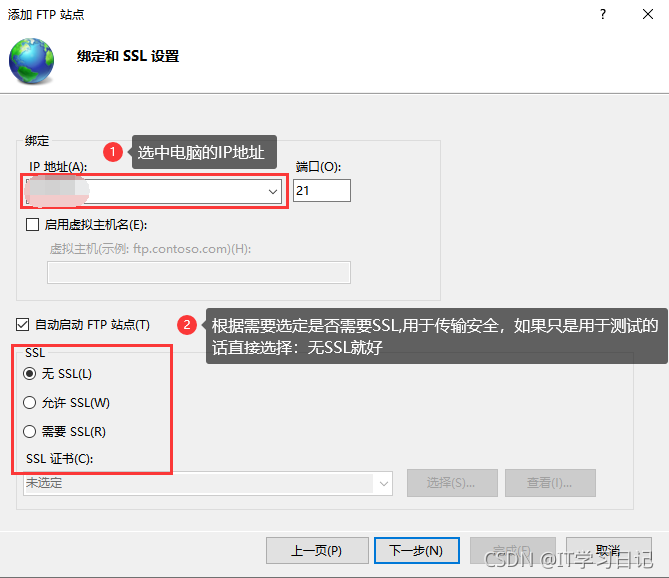 添加 FTP 站点
?
绑定和 SSL 设置
绑定
1 选中电脑的IP地址
IP 地址(A): 端口(O):
21
启用虚拟主机名(E):
虚拟主机(示例: ftp.contoso.com)(H):
自动启动 FTP 站点(T)
2 根据需要选定是否需要SSL,用于传输安全，如果只是用于测试的
话直接选择：无SSL就好
SSL
无 SSL(L)
允许 SSL(W)
需要 SSL(R)
SSL 证书(C):
未选定 选择(S)... 查看(I)...
上一页(P) 下一步(N) 完成(F) 取消
CSDN @IT学习日记